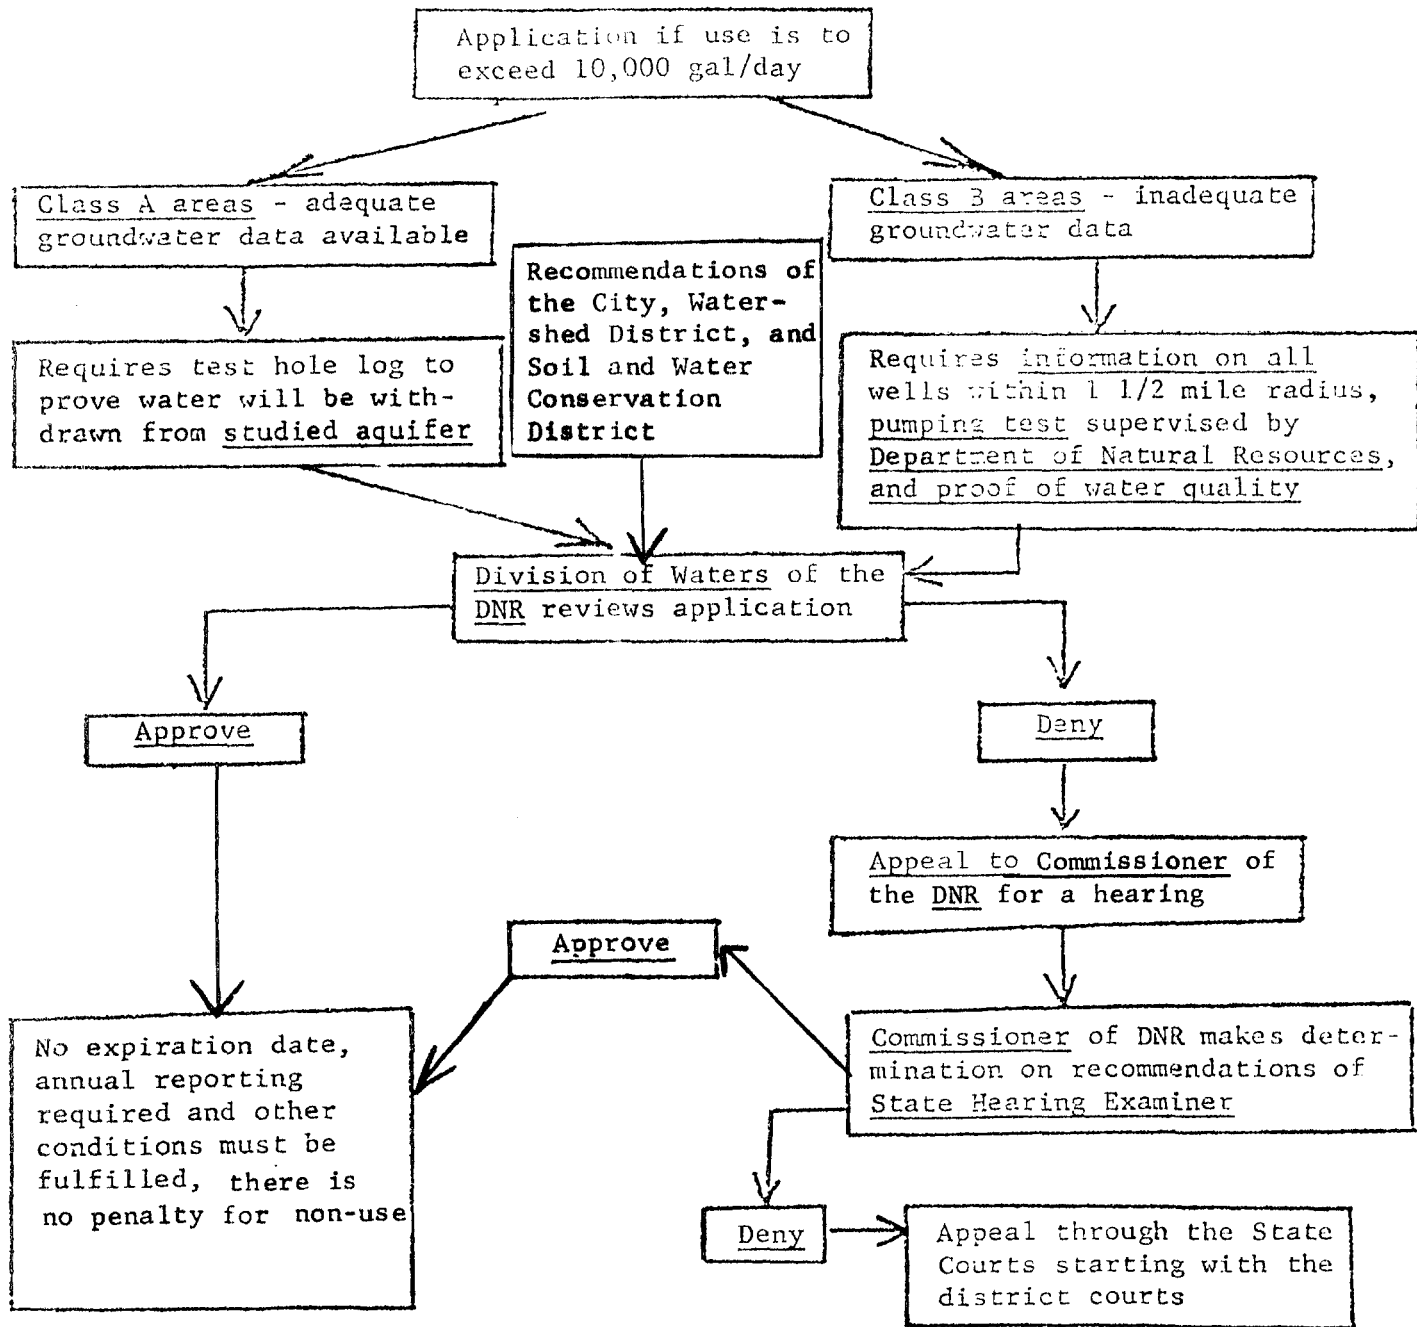 Application if use is to
exceed 10,000 gal/day
Class A areas - adequate
groundwater data available
Class B areas - inadequate
groundwater data
Recommendations of
the City, Water-
shed District, and
Soil and Water
Conservation
District
Requires test hole log to
prove water will be with-
drawn from studied aquifer
Requires information on all
wells within 1 1/2 mile radius,
pumping test supervised by
Department of Natural Resources,
and proof of water quality
Division of Waters of the
DNR reviews application
Approve
Deny
Appeal to Commissioner of
the DNR for a hearing
Approve
Commissioner of DNR makes deter-
mination on recommendations of
State Hearing Examiner
No expiration date,
annual reporting
required and other
conditions must be
fulfilled, there is
no penalty for non-use
Deny
Appeal through the State
Courts starting with the
district courts